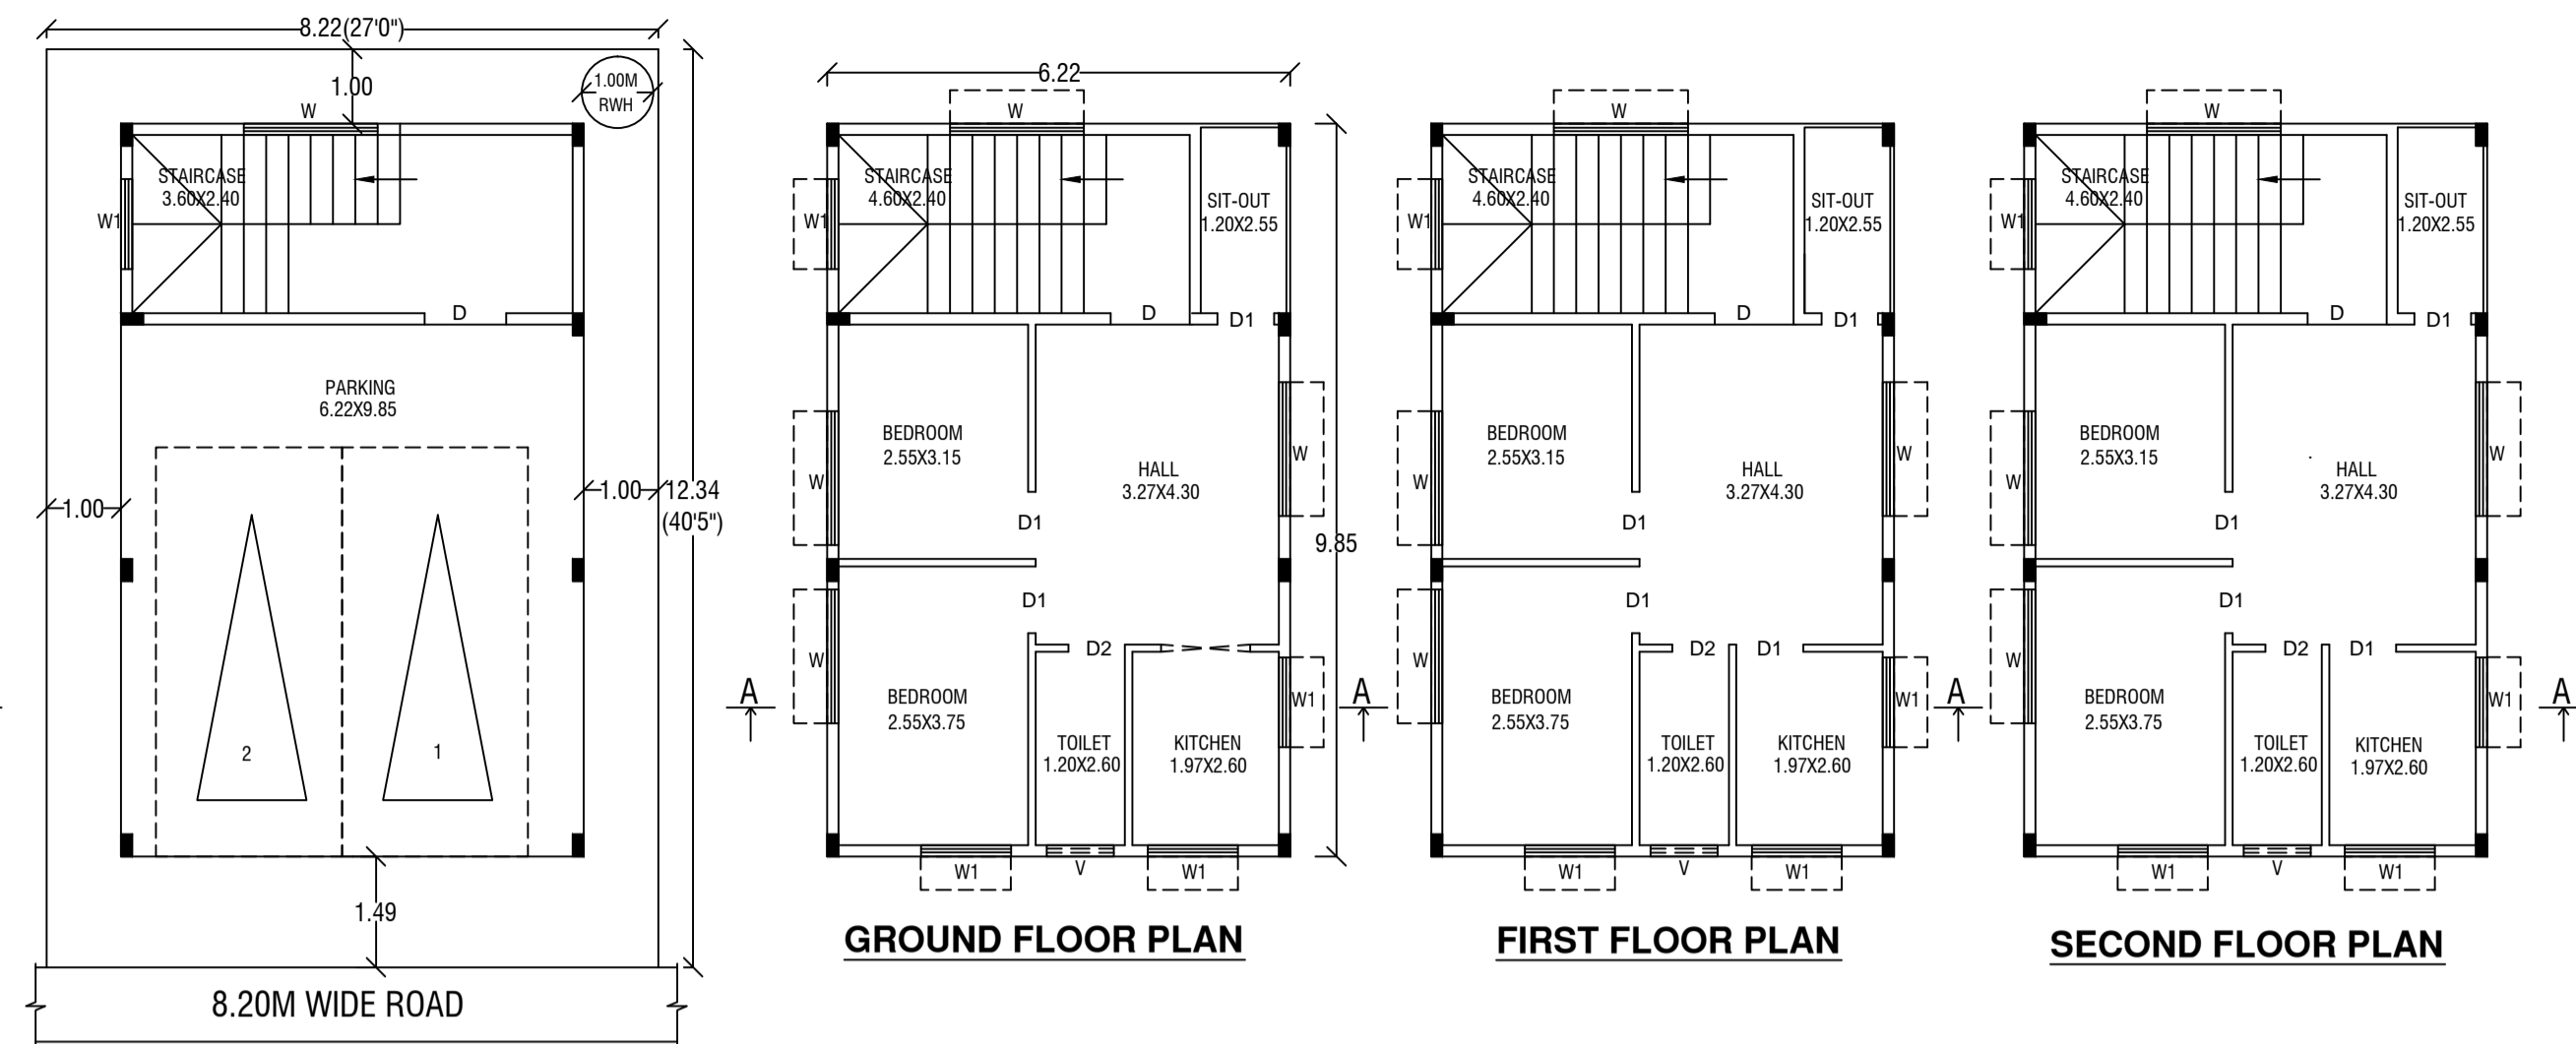 8.22(27'0")
1.00
1.00M
RWH
W
STAIRCASE
3.60X2.40
W1
D
PARKING
6.22X9.85
1.00
1.00
12.34
(40'5")
2
1
1.49
8.20M WIDE ROAD
6.22
W
STAIRCASE
4.60X2.40
W1
SIT-OUT
1.20X2.55
D
D1
BEDROOM
2.55X3.15
W
HALL
3.27X4.30
W
D1
9.85
D1
D2
W
A
BEDROOM
2.55X3.75
W1
TOILET
1.20X2.60
KITCHEN
1.97X2.60
W1
V
W1
GROUND FLOOR PLAN
W
STAIRCASE
4.60X2.40
W1
SIT-OUT
1.20X2.55
D
D1
BEDROOM
2.55X3.15
W
HALL
3.27X4.30
W
D1
D1
D2
D1
W
A
BEDROOM
2.55X3.75
W1
TOILET
1.20X2.60
KITCHEN
1.97X2.60
W1
V
W1
FIRST FLOOR PLAN
W
STAIRCASE
4.60X2.40
W1
SIT-OUT
1.20X2.55
D
D1
BEDROOM
2.55X3.15
W
HALL
3.27X4.30
W
D1
D1
D2
D1
W
A
BEDROOM
2.55X3.75
W1
A
TOILET
1.20X2.60
KITCHEN
1.97X2.60
W1
V
W1
SECOND FLOOR PLAN